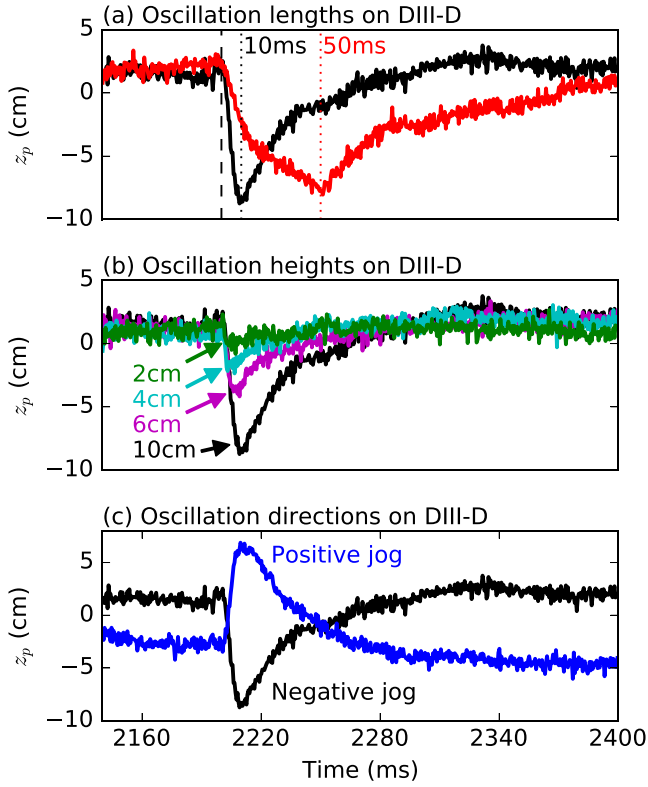 (a) Oscillation lengths on DIII-D
5
0
−5
−10
z_p (cm)
10ms
50ms
(b) Oscillation heights on DIII-D
5
0
−5
−10
z_p (cm)
2cm
4cm
6cm
10cm
(c) Oscillation directions on DIII-D
5
0
−5
−10
z_p (cm)
Positive jog
Negative jog
2160 2220 2280 2340 2400
Time (ms)